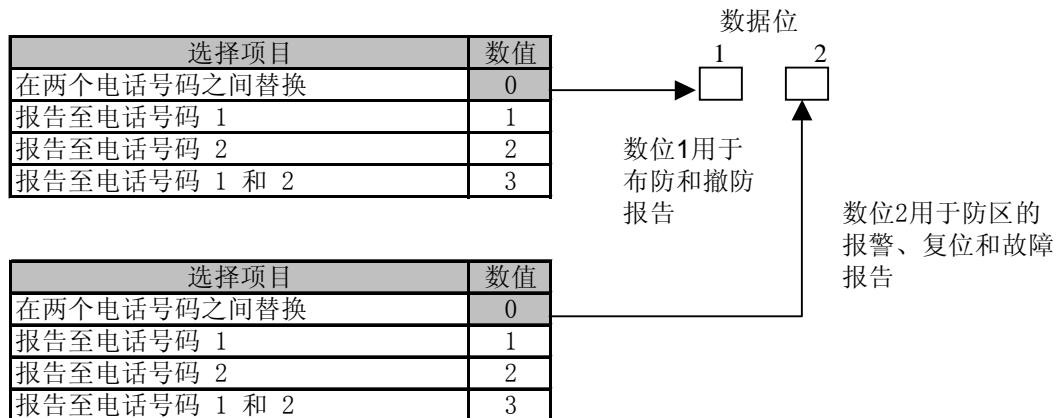 数据位
1 2
选择项目 数值
在两个电话号码之间替换 0
报告至电话号码 1 1
报告至电话号码 2 2
报告至电话号码 1 和 2 3
数位1用于
布防和撤防
报告
数位2用于防区的
报警、复位和故障
报告
选择项目 数值
在两个电话号码之间替换 0
报告至电话号码 1 1
报告至电话号码 2 2
报告至电话号码 1 和 2 3